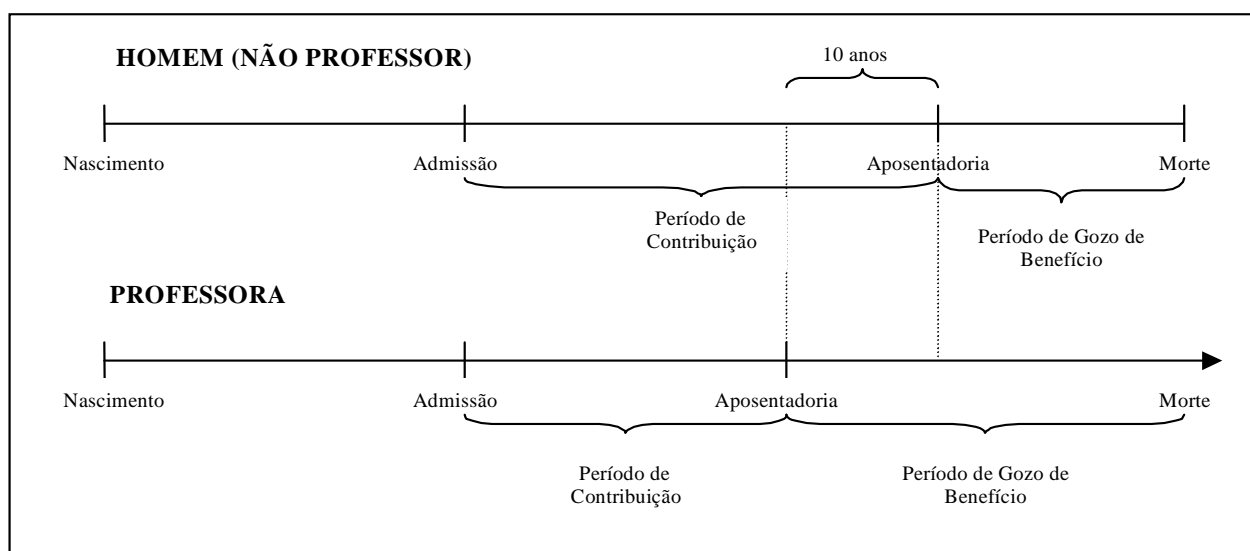 HOMEM (NÃO PROFESSOR)
10 anos
Nascimento
Admissão
Aposentadoria
Morte
Período de
Contribuição
Período de Gozo de
Benefício
PROFESSORA
Nascimento
Admissão
Aposentadoria
Morte
Período de
Contribuição
Período de Gozo de
Benefício